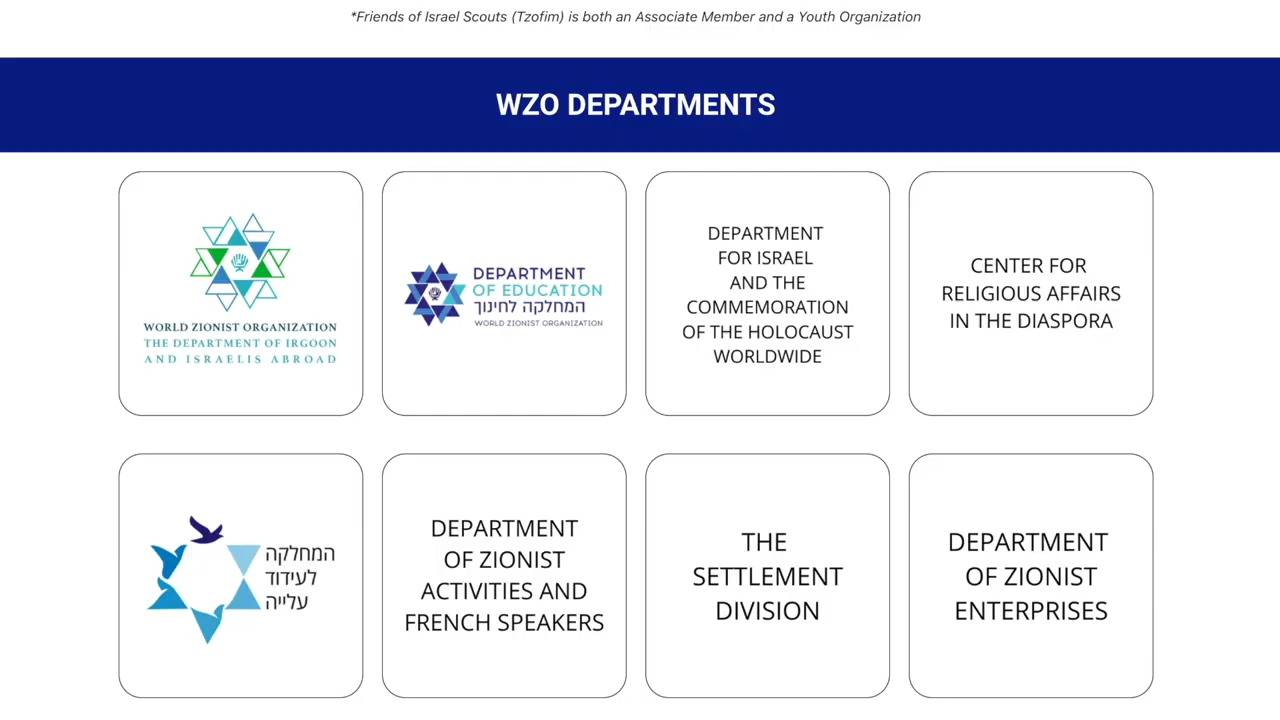 *Friends of Israel Scouts (Tzofim) is both an Associate Member and a Youth Organization
WZO DEPARTMENTS
WORLD ZIONIST ORGANIZATION
THE DEPARTMENT OF IRGOON
AND ISRAELIS ABROAD
DEPARTMENT
OF EDUCATION
המחלקה לחינוך
WORLD ZIONIST ORGANIZATION
DEPARTMENT
FOR ISRAEL
AND THE
COMMEMORATION
OF THE HOLOCAUST
WORLDWIDE
CENTER FOR
RELIGIOUS AFFAIRS
IN THE DIASPORA
המחלקה
לעידוד
עלייה
DEPARTMENT
OF ZIONIST
ACTIVITIES AND
FRENCH SPEAKERS
THE
SETTLEMENT
DIVISION
DEPARTMENT
OF ZIONIST
ENTERPRISES